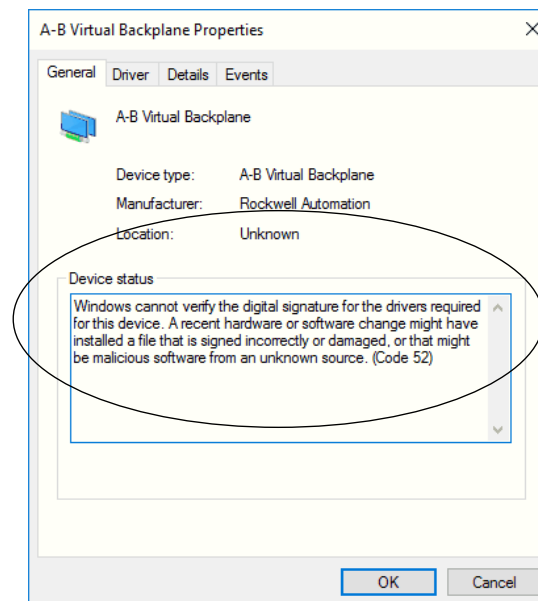 A-B Virtual Backplane Properties
General Driver Details Events
A-B Virtual Backplane
Device type: A-B Virtual Backplane
Manufacturer: Rockwell Automation
Location: Unknown
Device status
Windows cannot verify the digital signature for the drivers required
for this device. A recent hardware or software change might have
installed a file that is signed incorrectly or damaged, or that might
be malicious software from an unknown source. (Code 52)
OK Cancel